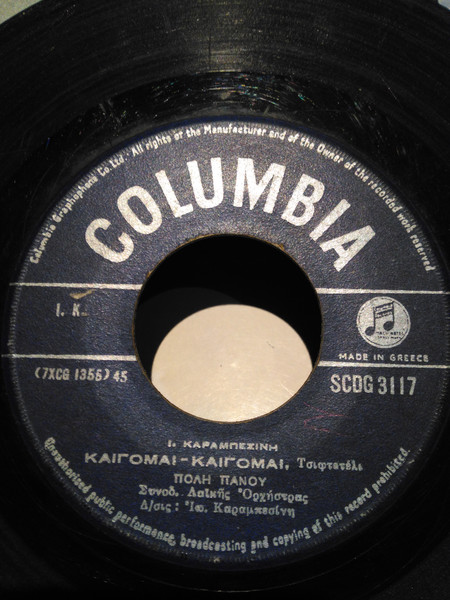 Columbia Graphophone Co. Ltd. · All rights of the Manufacturer and of the Owner of the recorded work reserved
COLUMBIA
I. K.
MADE IN GREECE
(7XCG 1355) 45
SCDG 3117
Ι. ΚΑΡΑΜΠΕΣΙΝΗ
ΚΑΙΓΟΜΑΙ-ΚΑΙΓΟΜΑΙ, Τσιφτετέλι
ΠΟΛΗ ΠΑΝΟΥ
Συνοδ. Λαϊκῆς Ὀρχήστρας
Δ/σις: Ἰω. Καραμπεσίνη
Unauthorised public performance, broadcasting and copying of this record prohibited.